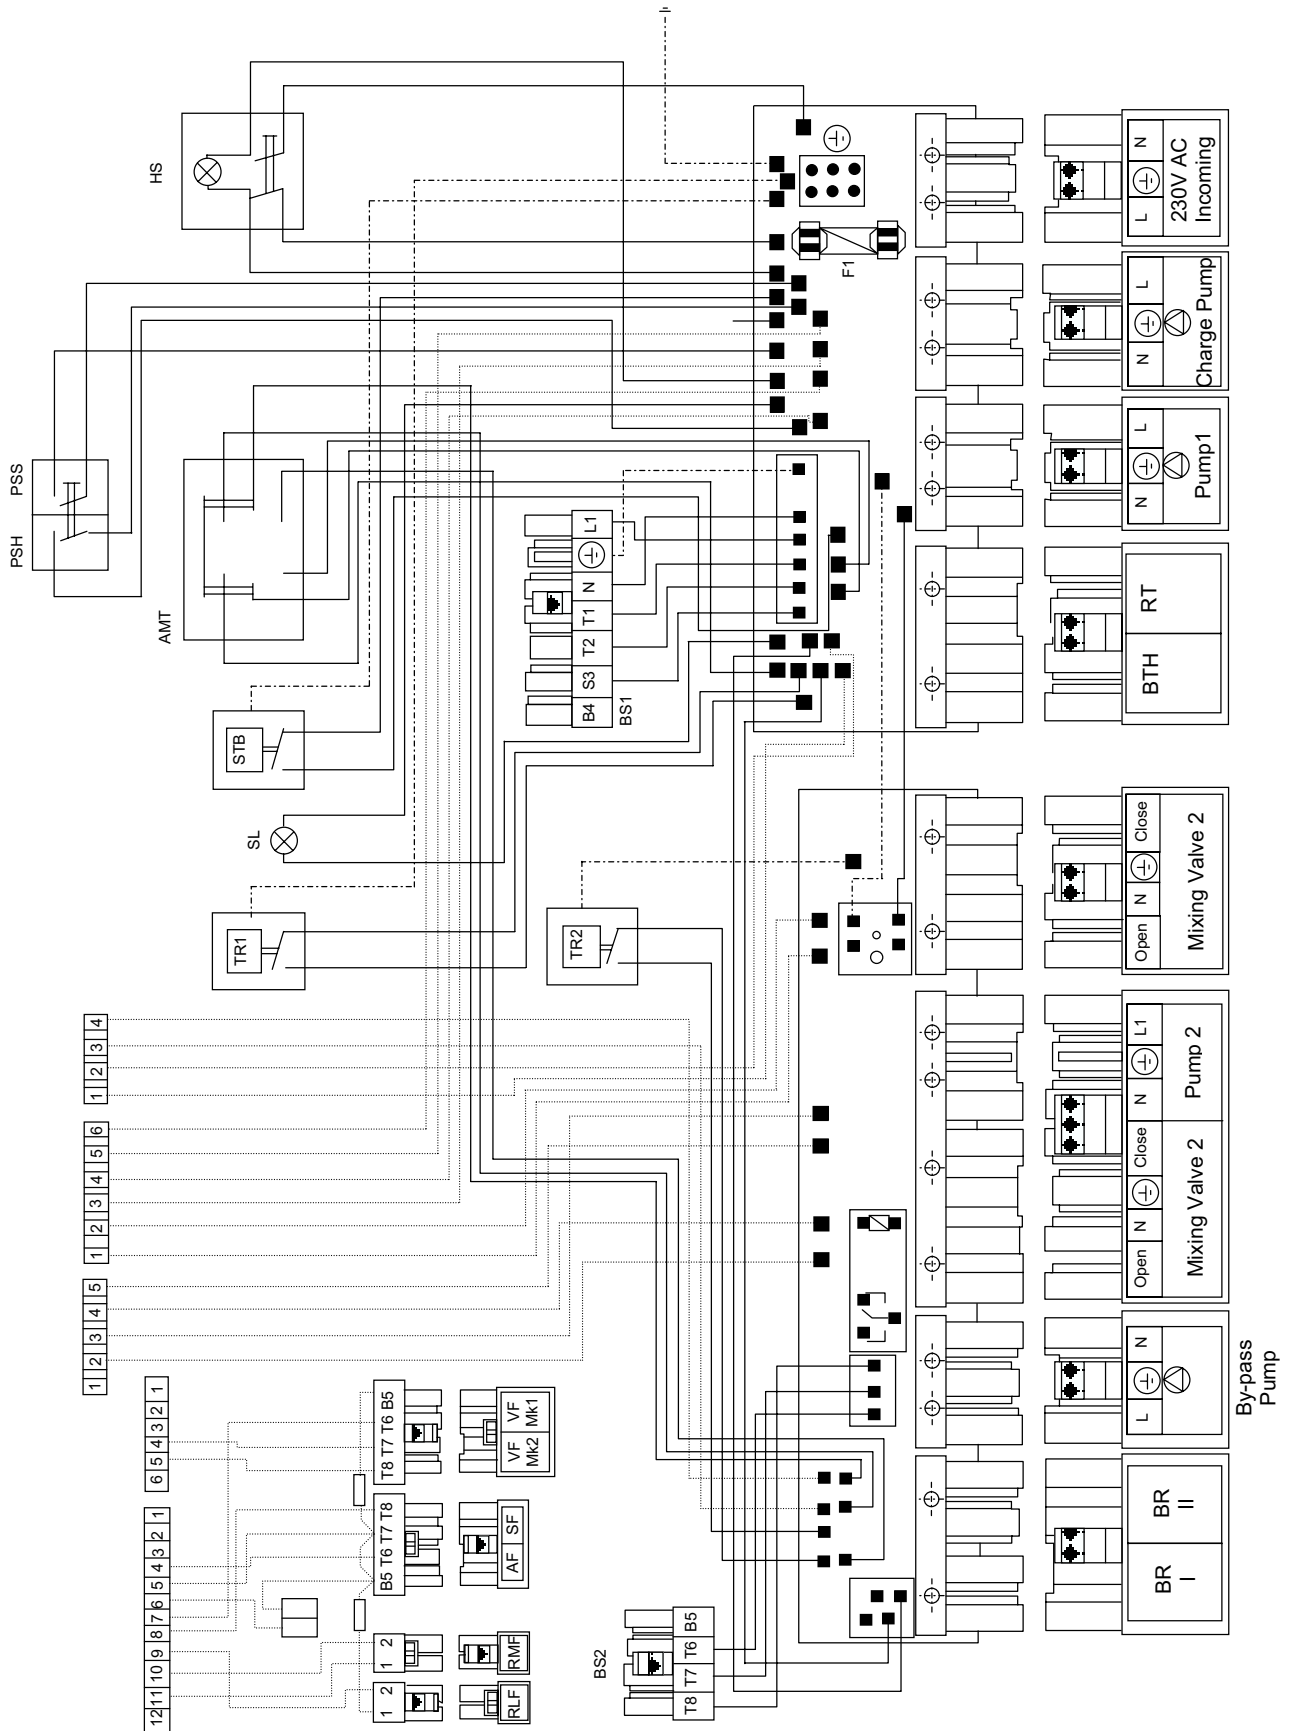 HS
PSS
PSH
AMT
STB
SL
TR1
TR2
F1
L1
N
T1
T2
S3
B4
BS1
4
3
2
1
6
5
4
3
2
1
5
4
3
2
1
6 5 4 3 2 1
12 11 10 9 8 7 6 5 4 3 2 1
T8 T7 T6 B5
VF Mk2
VF Mk1
B5 T6 T7 T8
AF SF
1 2
RMF
1 2
RLF
BS2
T8 T7 T6 B5
L N
230V AC
Incoming
N L
Charge Pump
N L
Pump1
BTH RT
Open N Close
Mixing Valve 2
Open N Close N L1
Mixing Valve 2 Pump 2
L N
By-pass
Pump
BR I
BR II